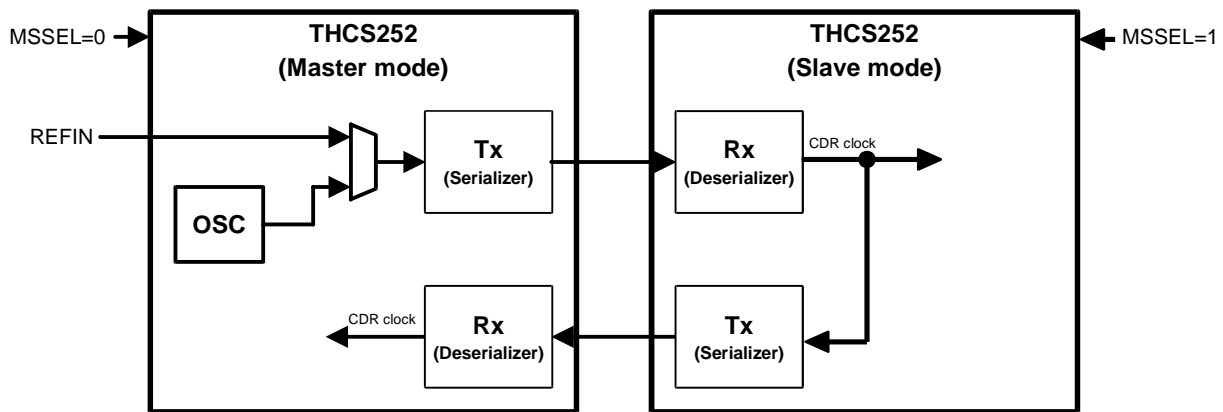 MSSEL=0
THCS252
(Master mode)
REFIN
OSC
Tx
(Serializer)
CDR clock
Rx
(Deserializer)
THCS252
(Slave mode)
MSSEL=1
Rx
(Deserializer)
CDR clock
Tx
(Serializer)